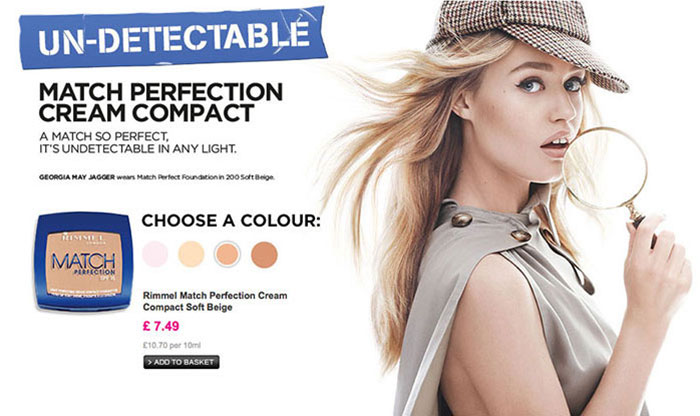 UN-DETECTABLE
MATCH PERFECTION
CREAM COMPACT
A MATCH SO PERFECT,
IT'S UNDETECTABLE IN ANY LIGHT.
GEORGIA MAY JAGGER wears Match Perfect Foundation in 200 Soft Beige.
CHOOSE A COLOUR:
RIMMEL
LONDON
MATCH
PERFECTION
Rimmel Match Perfection Cream
Compact Soft Beige
£ 7.49
£10.70 per 10ml
> ADD TO BASKET